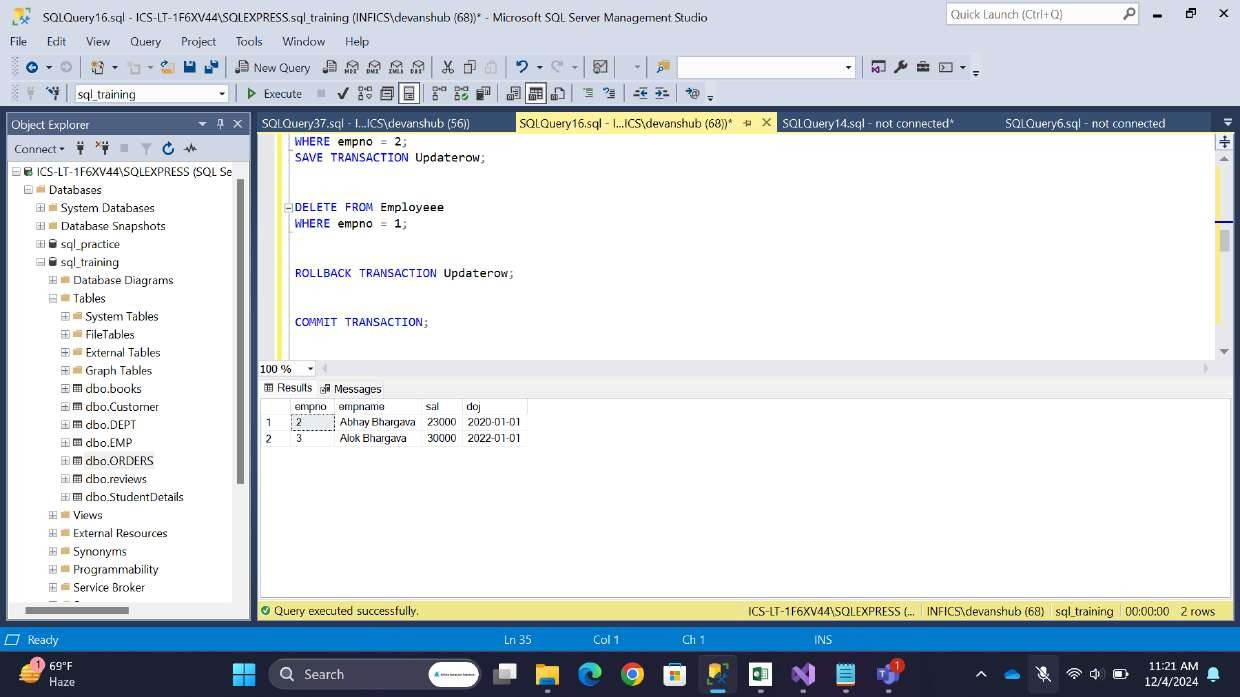 SQLQuery16.sql - ICS-LT-1F6XV44\SQLEXPRESS.sql_training (INFICS\devanshub (68))* - Microsoft SQL Server Management Studio
Quick Launch (Ctrl+Q)
File Edit View Query Project Tools Window Help
New Query
MDX DMX XMLA DAX
sql_training
Execute
Object Explorer
SQLQuery37.sql - I...ICS\devanshub (56))
SQLQuery16.sql - I...ICS\devanshub (68))*
SQLQuery14.sql - not connected*
SQLQuery6.sql - not connected
Connect
ICS-LT-1F6XV44\SQLEXPRESS (SQL Se
Databases
System Databases
Database Snapshots
sql_practice
sql_training
Database Diagrams
Tables
System Tables
FileTables
External Tables
Graph Tables
dbo.books
dbo.Customer
dbo.DEPT
dbo.EMP
dbo.ORDERS
dbo.reviews
dbo.StudentDetails
Views
External Resources
Synonyms
Programmability
Service Broker
WHERE empno = 2;
SAVE TRANSACTION Updaterow;
DELETE FROM Employeee
WHERE empno = 1;
ROLLBACK TRANSACTION Updaterow;
COMMIT TRANSACTION;
100 %
Results Messages
empno empname sal doj
1 2 Abhay Bhargava 23000 2020-01-01
2 3 Alok Bhargava 30000 2022-01-01
Query executed successfully.
ICS-LT-1F6XV44\SQLEXPRESS (... INFICS\devanshub (68) sql_training 00:00:00 2 rows
Ready Ln 35 Col 1 Ch 1 INS
1
69°F
Haze
Search
1
11:21 AM
12/4/2024